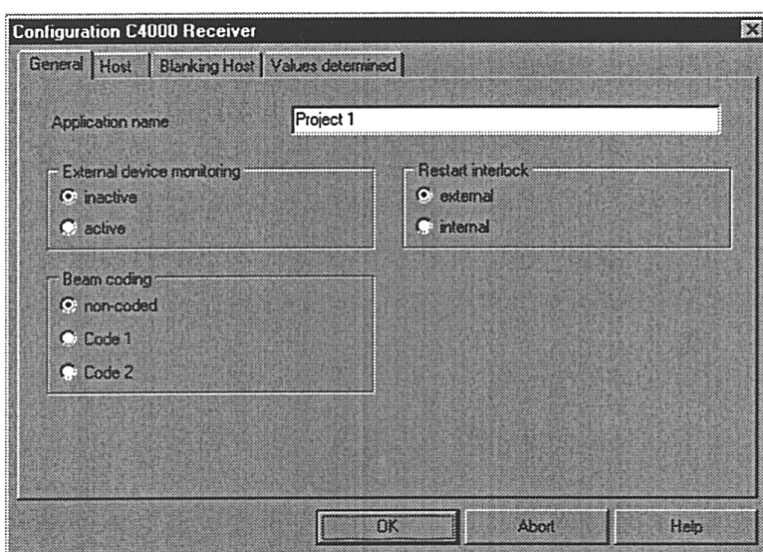 Configuration C4000 Receiver
General Host Blanking Host Values determined
Application name Project 1
External device monitoring
inactive
active
Restart interlock
external
internal
Beam coding
non-coded
Code 1
Code 2
OK Abort Help